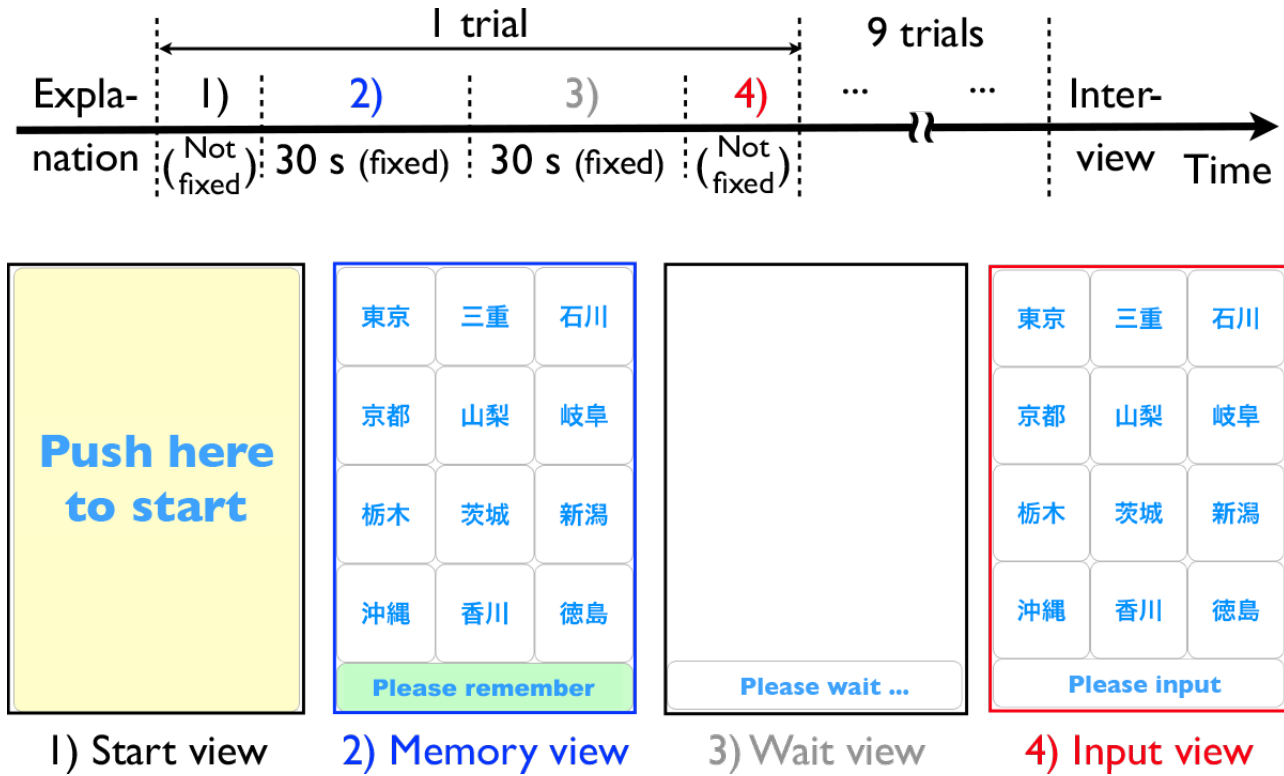 1 trial
9 trials
Expla-
nation
1)
2)
3)
4)
...
...
Inter-
view
(Not fixed)
30 s (fixed)
30 s (fixed)
(Not fixed)
Time
Push here
to start
東京 三重 石川
京都 山梨 岐阜
栃木 茨城 新潟
沖縄 香川 徳島
Please remember
Please wait ...
東京 三重 石川
京都 山梨 岐阜
栃木 茨城 新潟
沖縄 香川 徳島
Please input
1) Start view
2) Memory view
3) Wait view
4) Input view